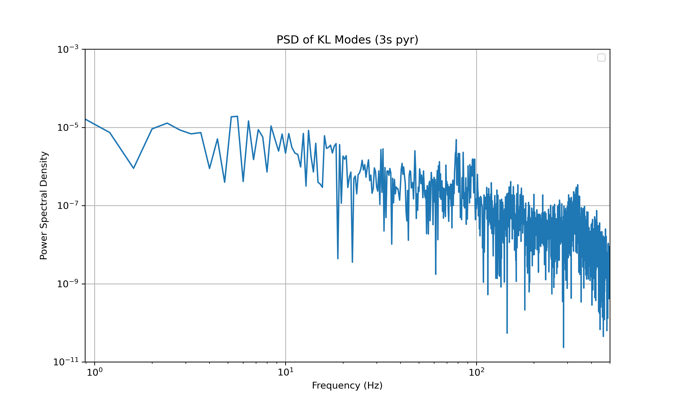 PSD of KL Modes (3s pyr)
10⁻³
10⁻⁵
10⁻⁷
10⁻⁹
10⁻¹¹
Power Spectral Density
10⁰ 10¹ 10²
Frequency (Hz)